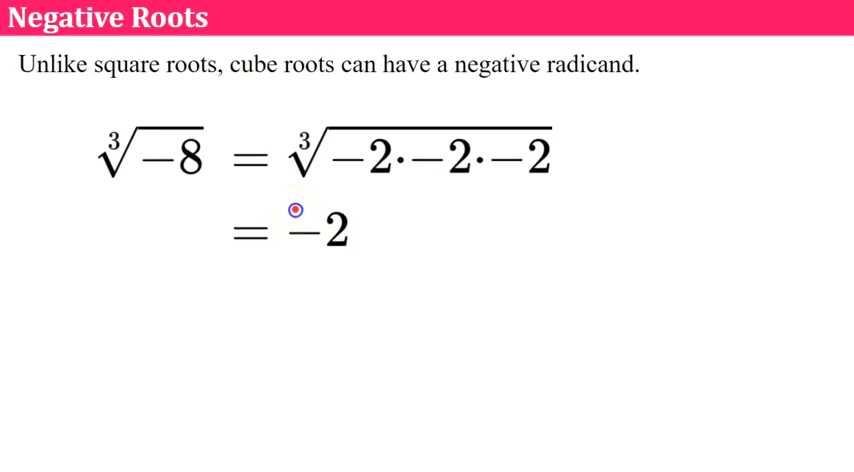 Negative Roots
Unlike square roots, cube roots can have a negative radicand.
∛−8 = ∛−2·−2·−2
= −2